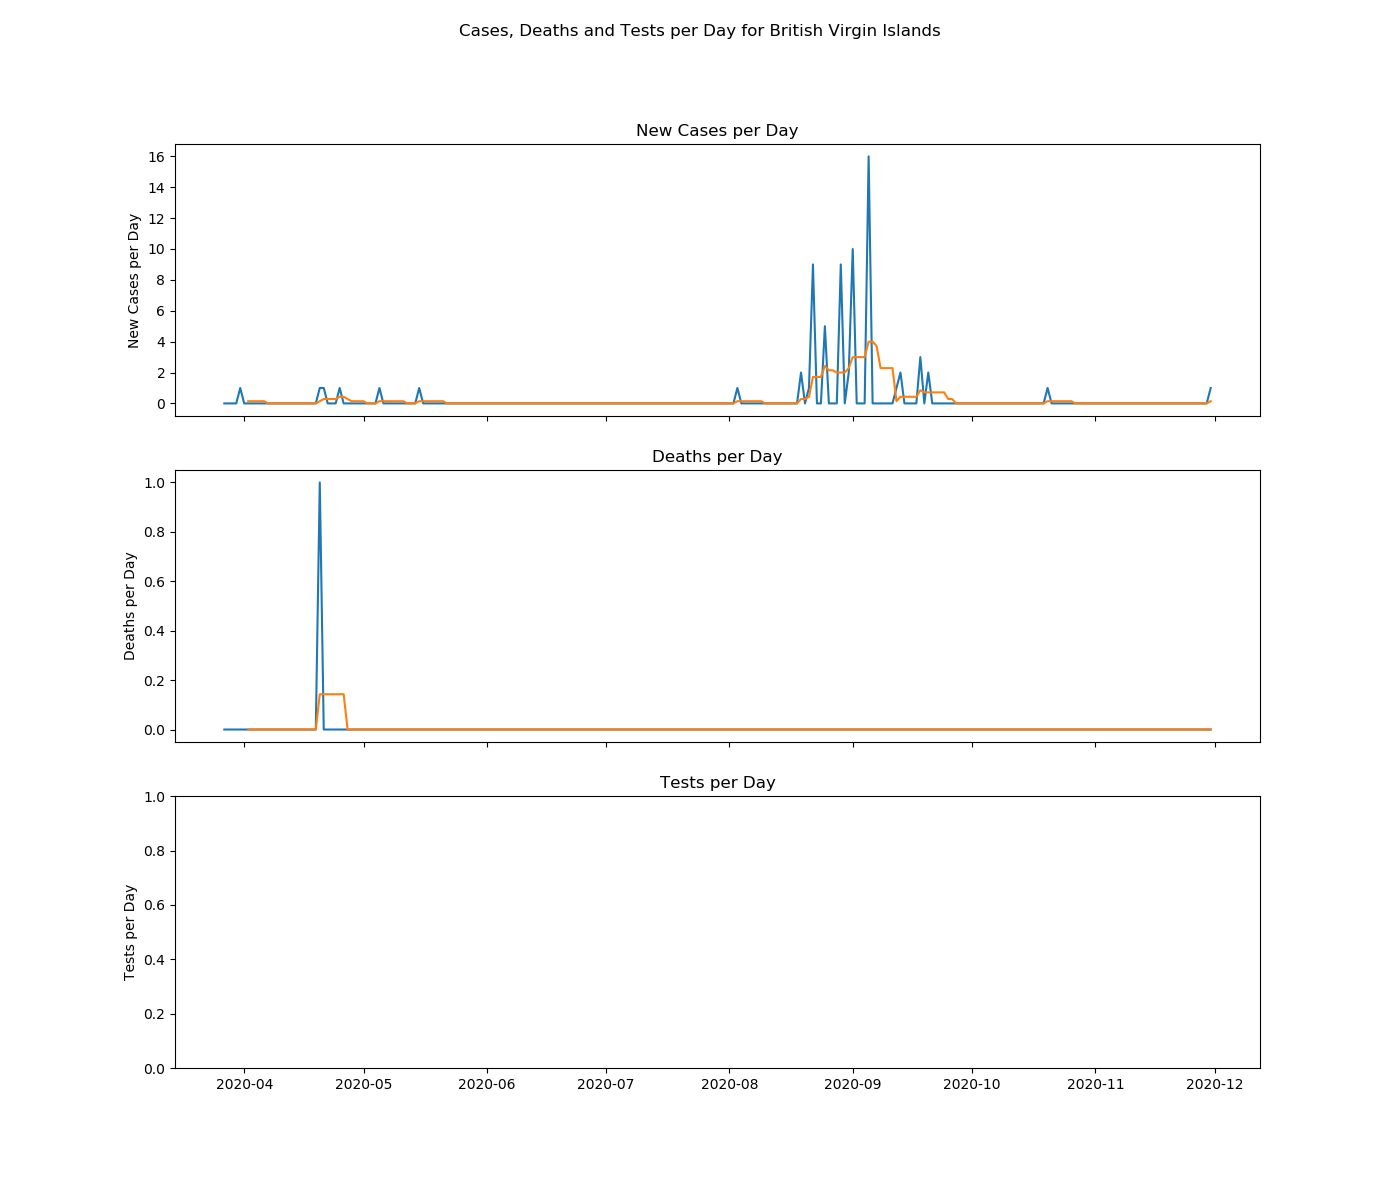 Cases, Deaths and Tests per Day for British Virgin Islands
New Cases per Day
New Cases per Day
16
14
12
10
8
6
4
2
0
Deaths per Day
Deaths per Day
1.0
0.8
0.6
0.4
0.2
0.0
Tests per Day
Tests per Day
1.0
0.8
0.6
0.4
0.2
0.0
2020-04 2020-05 2020-06 2020-07 2020-08 2020-09 2020-10 2020-11 2020-12